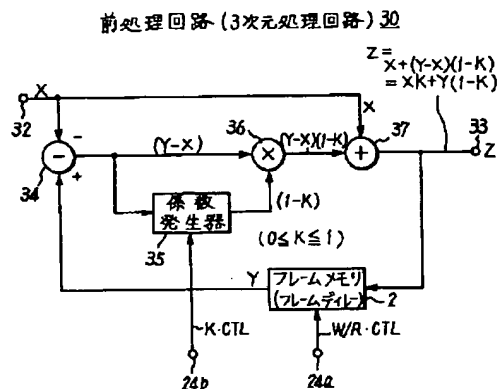 前処理回路(3次元処理回路)30
Z=
X+(Y-X)(1-K)
=XK+Y(1-K)
X
32
X
36
37
33
Z
-
(Y-X)
×
(Y-X)(1-K)
+
-
34
+
係数
発生器
(1-K)
35
(0≦K≦1)
Y
フレームメモリ
(フレームディレー)
2
K・CTL
W/R・CTL
24b
24a